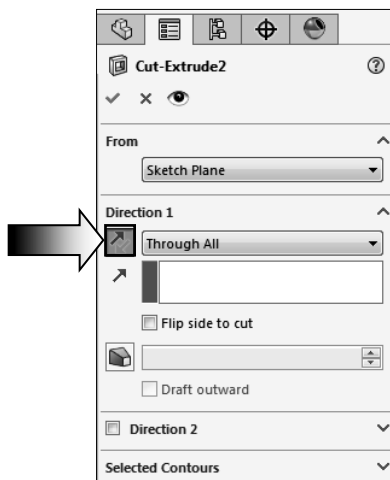 Cut-Extrude2
From
Sketch Plane
Direction 1
Through All
Flip side to cut
Draft outward
Direction 2
Selected Contours